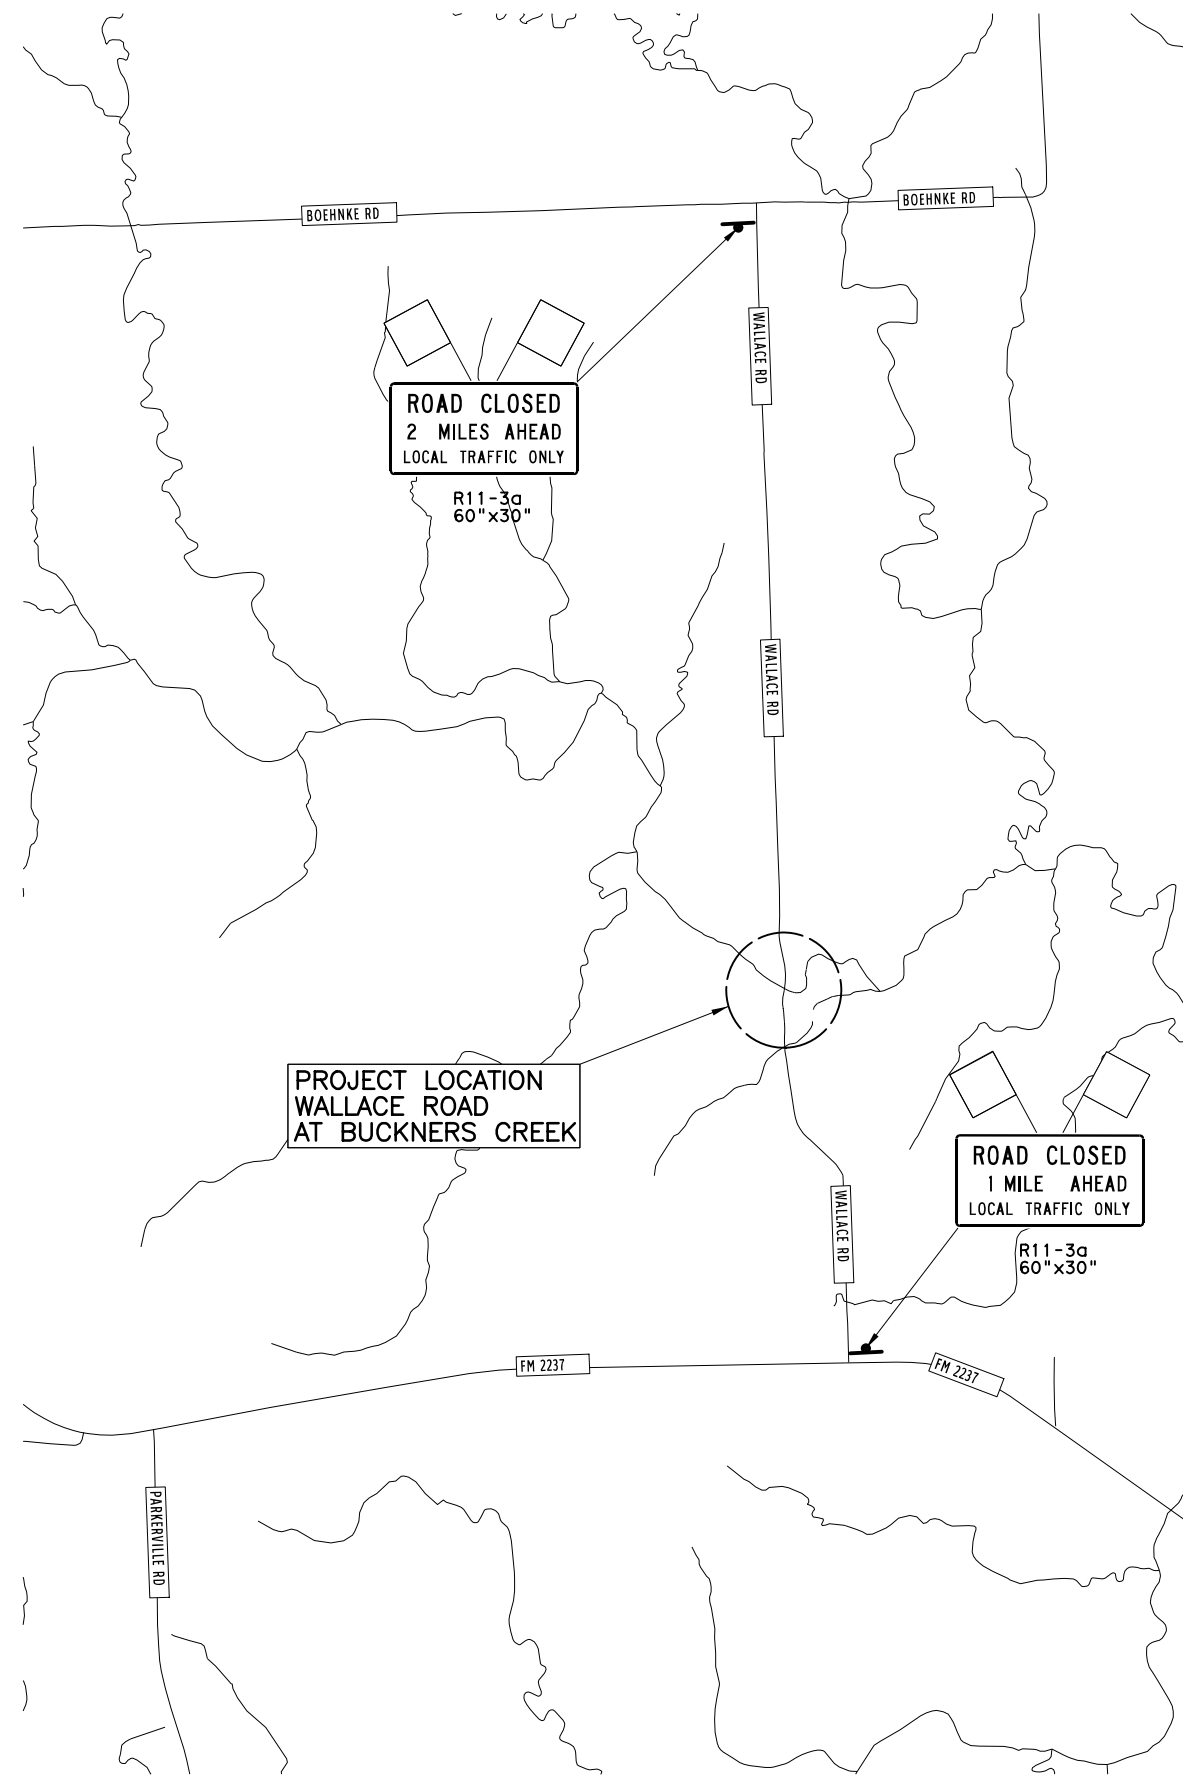 BOEHNKE RD
BOEHNKE RD
WALLACE RD
ROAD CLOSED
2 MILES AHEAD
LOCAL TRAFFIC ONLY
R11-3a
60"x30"
WALLACE RD
PROJECT LOCATION
WALLACE ROAD
AT BUCKNERS CREEK
ROAD CLOSED
1 MILE AHEAD
LOCAL TRAFFIC ONLY
R11-3a
60"x30"
WALLACE RD
FM 2237
FM 2237
PARKERVILLE RD